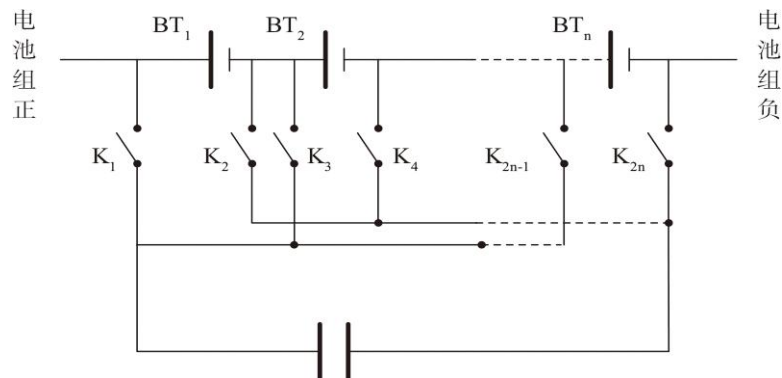 电池组正
BT₁
BT₂
BTₙ
电池组负
K₁
K₂
K₃
K₄
K₂ₙ₋₁
K₂ₙ